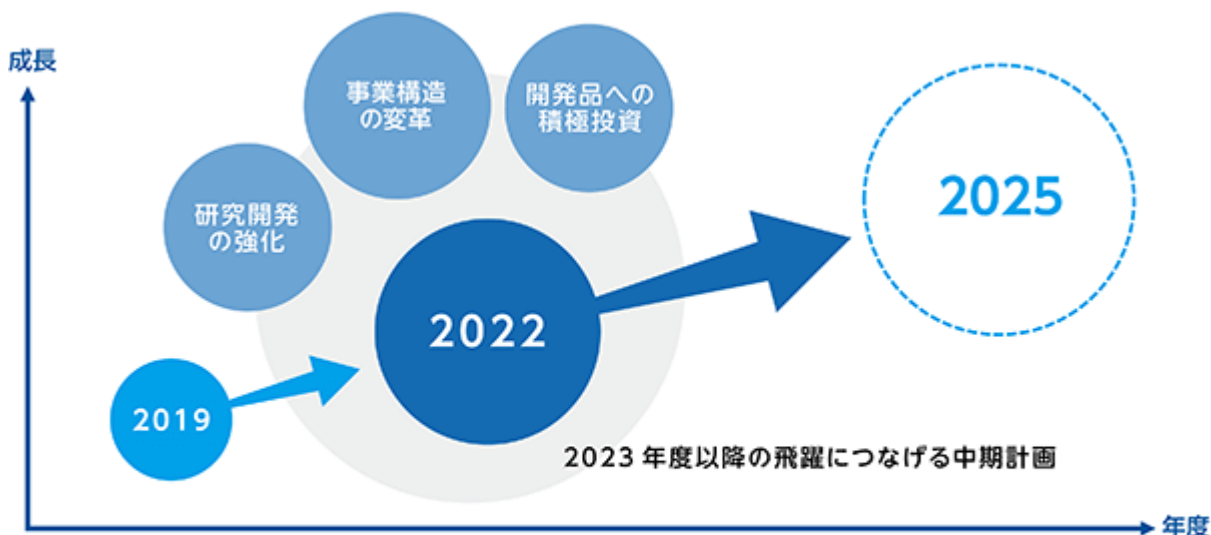 成長
事業構造
の変革
開発品への
積極投資
研究開発
の強化
2025
2022
2019
2023 年度以降の飛躍につなげる中期計画
年度